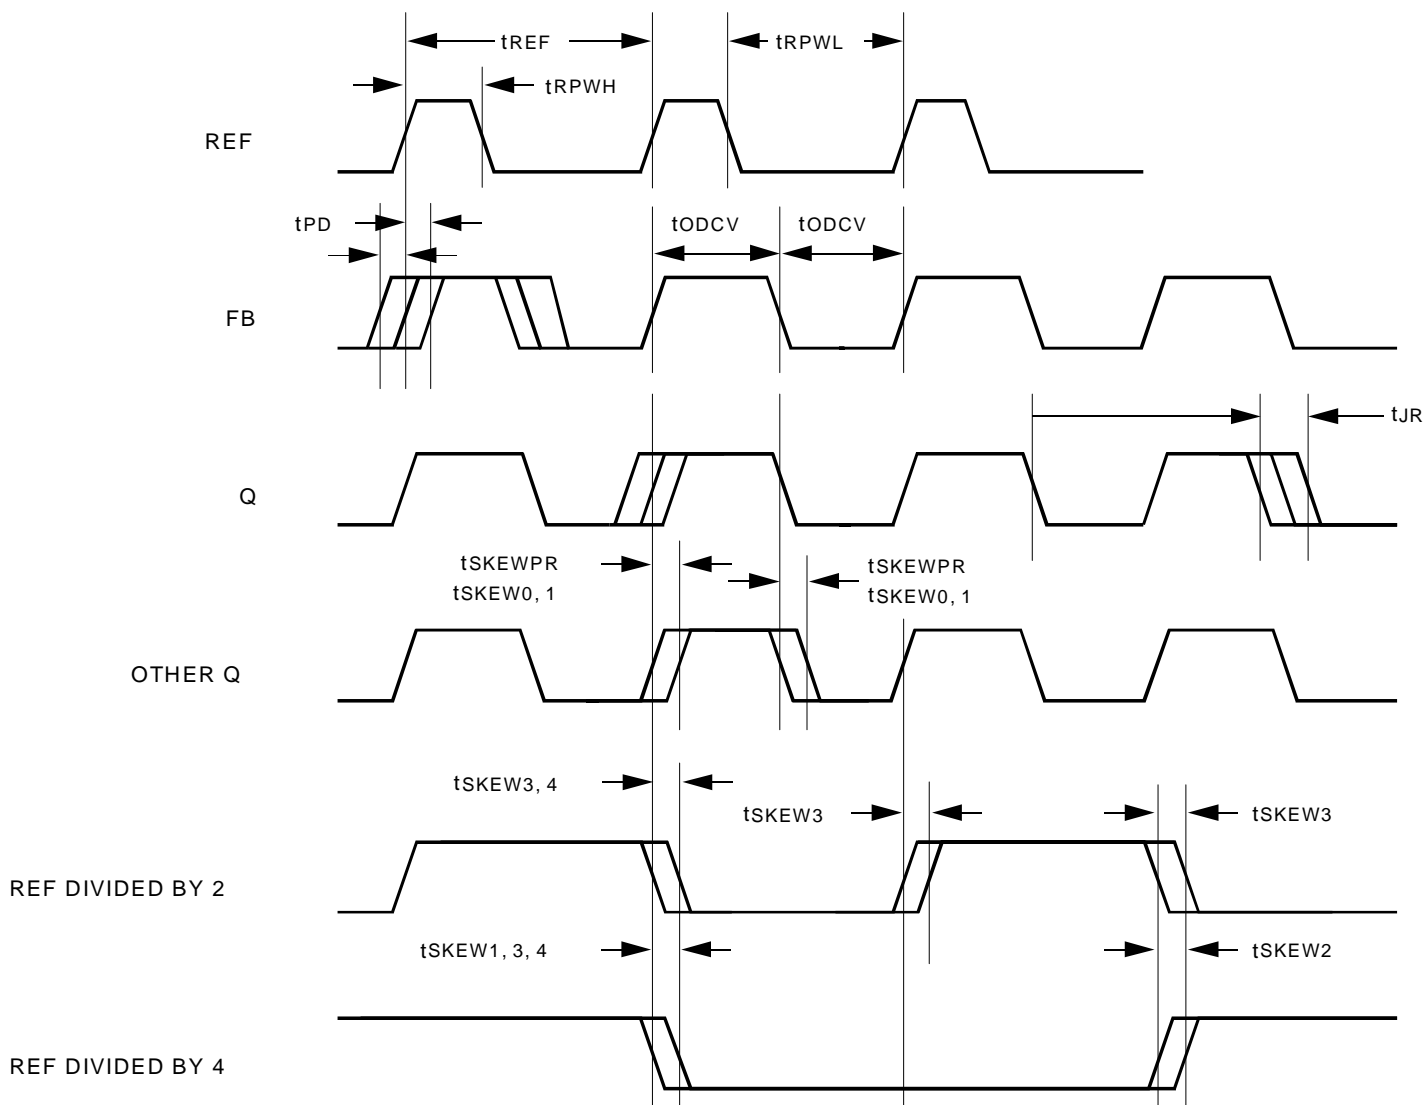 tREF
tRPWL
tRPWH
REF
tPD
tODCV
tODCV
FB
tJR
Q
tSKEWPR
tSKEW0, 1
tSKEWPR
tSKEW0, 1
OTHER Q
tSKEW3, 4
tSKEW3
tSKEW3
REF DIVIDED BY 2
tSKEW1, 3, 4
tSKEW2
REF DIVIDED BY 4